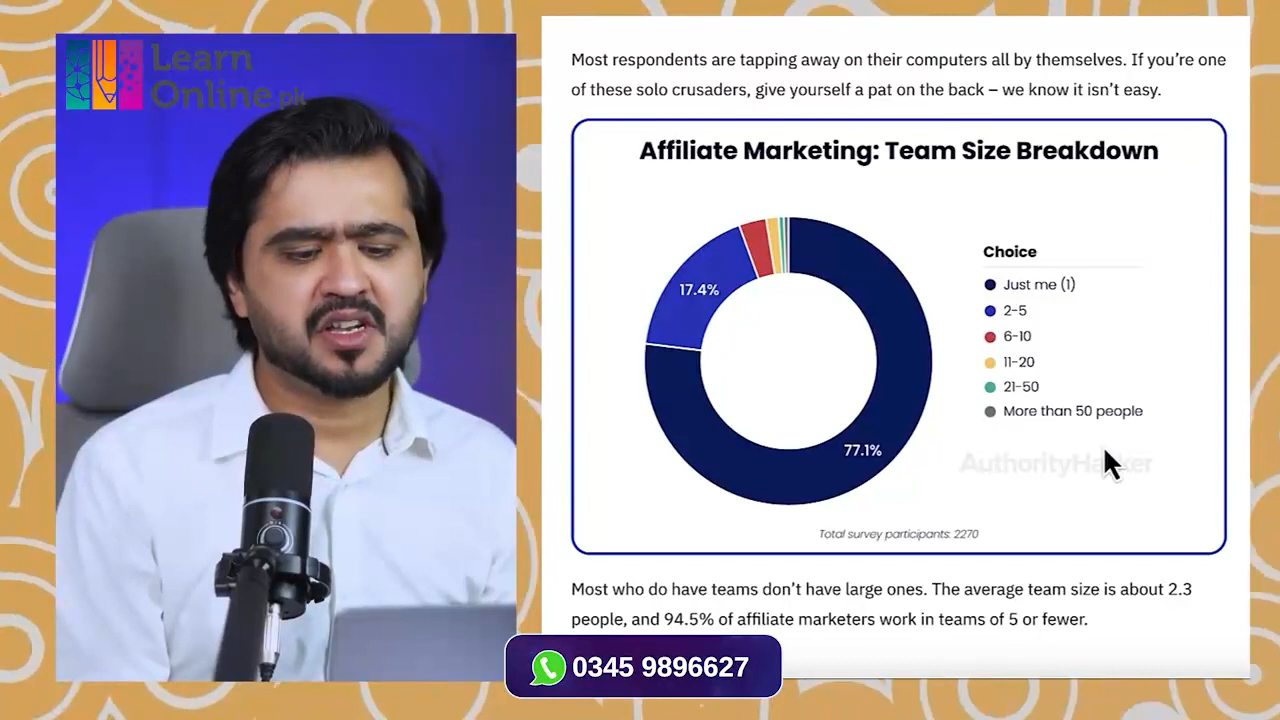 Learn
Online.pk
Most respondents are tapping away on their computers all by themselves. If you’re one
of these solo crusaders, give yourself a pat on the back – we know it isn’t easy.
Affiliate Marketing: Team Size Breakdown
17.4%
77.1%
Choice
Just me (1)
2-5
6-10
11-20
21-50
More than 50 people
AuthorityHacker
Total survey participants: 2270
Most who do have teams don’t have large ones. The average team size is about 2.3
people, and 94.5% of affiliate marketers work in teams of 5 or fewer.
0345 9896627